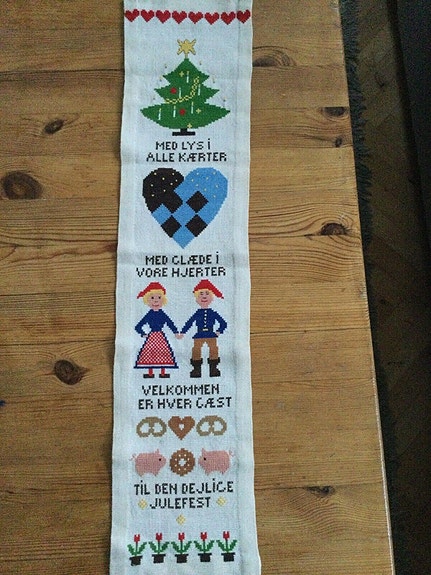 MED LYS i
ALLE KÆRTER
MED GLÆDE i
VORE HJERTER
VELKOMMEN
ER HVER GÆST
TIL DEN DEJLIGE
JULEFEST